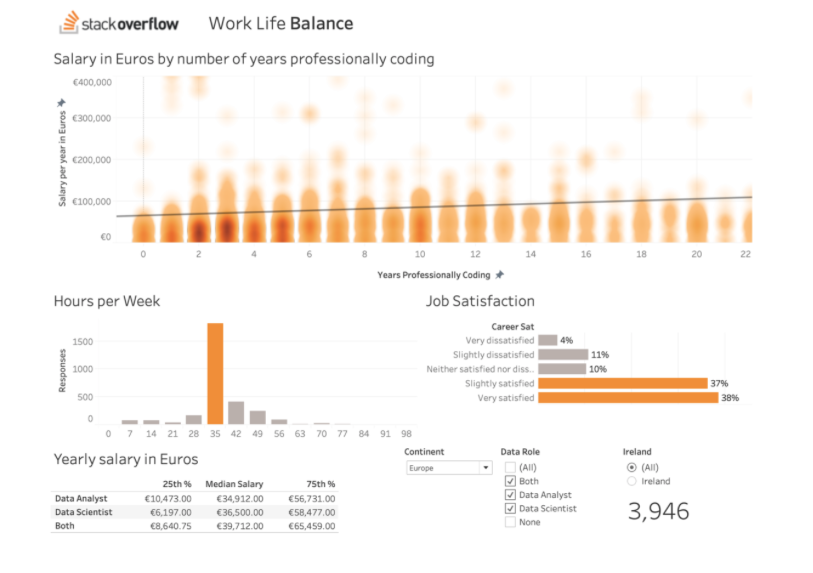 stackoverflow Work Life Balance
Salary in Euros by number of years professionally coding
Salary per year in Euros
€400,000
€300,000
€200,000
€100,000
€0
0 2 4 6 8 10 12 14 16 18 20 22
Years Professionally Coding
Hours per Week
Responses
1500
1000
500
0
0 7 14 21 28 35 42 49 56 63 70 77 84 91 98
Job Satisfaction
Career Sat
Very dissatisfied 4%
Slightly dissatisfied 11%
Neither satisfied nor diss.. 10%
Slightly satisfied 37%
Very satisfied 38%
Yearly salary in Euros
25th % Median Salary 75th %
Data Analyst €10,473.00 €34,912.00 €56,731.00
Data Scientist €6,197.00 €36,500.00 €58,477.00
Both €8,640.75 €39,712.00 €65,459.00
Continent
Europe
Data Role
(All)
Both
Data Analyst
Data Scientist
None
Ireland
(All)
Ireland
3,946